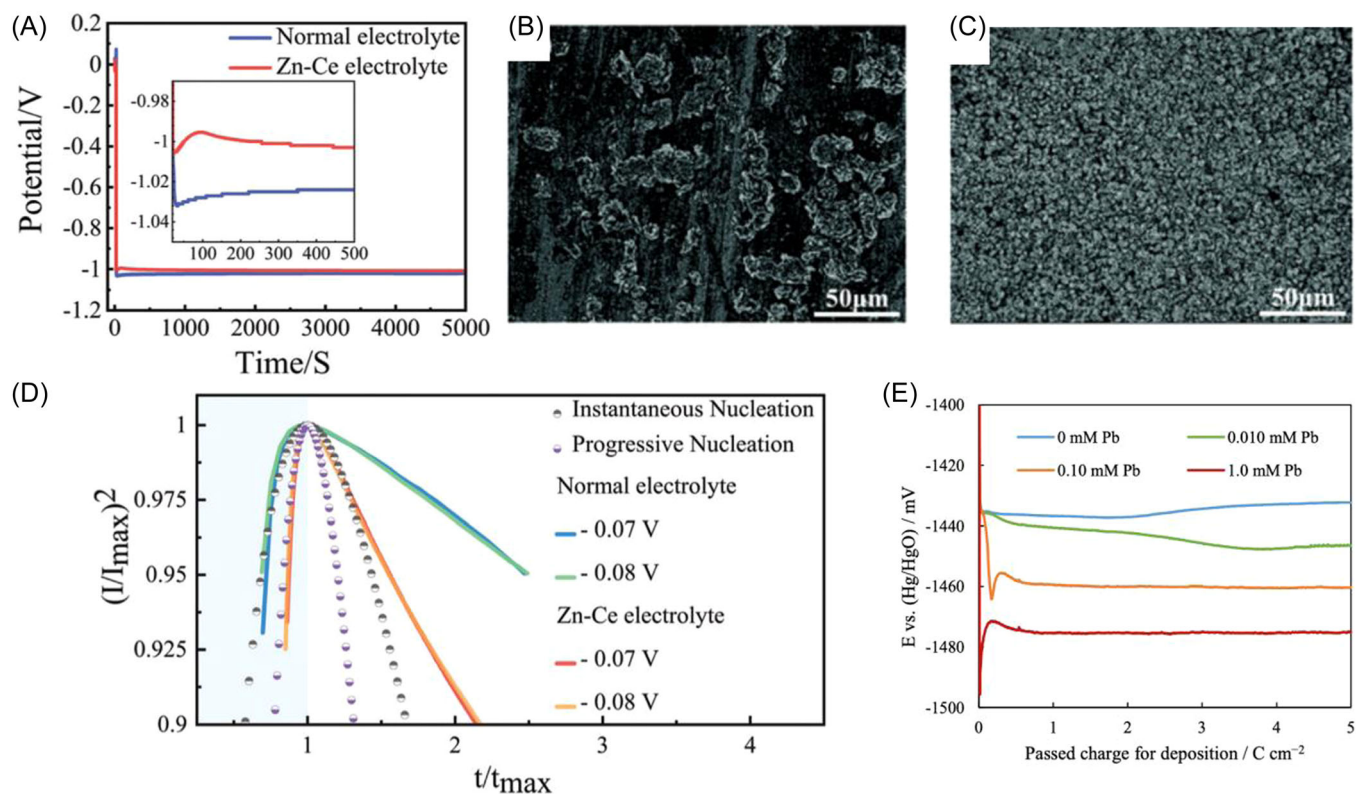 (A)
0.2
0
-0.2
-0.4
-0.6
-0.8
-1
-1.2
Potential/V
Normal electrolyte
Zn-Ce electrolyte
-0.98
-1
-1.02
-1.04
100 200 300 400 500
0 1000 2000 3000 4000 5000
Time/S
(B)
50μm
(C)
50μm
(D)
(I/Imax)2
1
0.975
0.95
0.925
0.9
Instantaneous Nucleation
Progressive Nucleation
Normal electrolyte
- 0.07 V
- 0.08 V
Zn-Ce electrolyte
- 0.07 V
- 0.08 V
1 2 3 4
t/tmax
(E)
E vs. (Hg/HgO) / mV
-1400
-1420
-1440
-1460
-1480
-1500
0 mM Pb 0.010 mM Pb
0.10 mM Pb 1.0 mM Pb
0 1 2 3 4 5
Passed charge for deposition / C cm−2